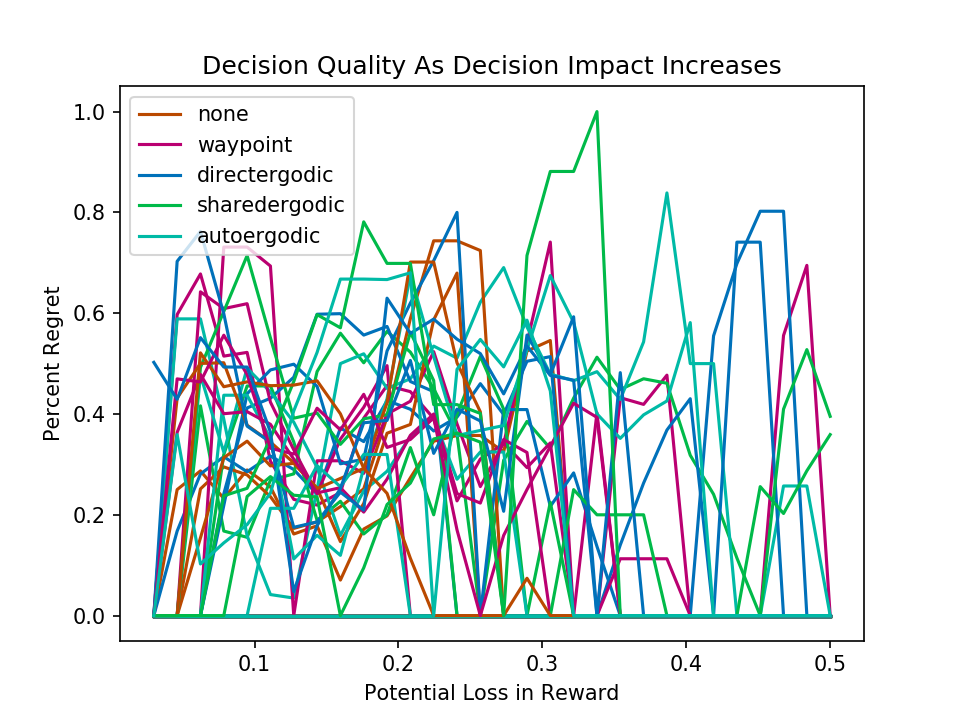 Decision Quality As Decision Impact Increases
none
waypoint
directergodic
sharedergodic
autoergodic
1.0
0.8
0.6
0.4
0.2
0.0
Percent Regret
0.1
0.2
0.3
0.4
0.5
Potential Loss in Reward